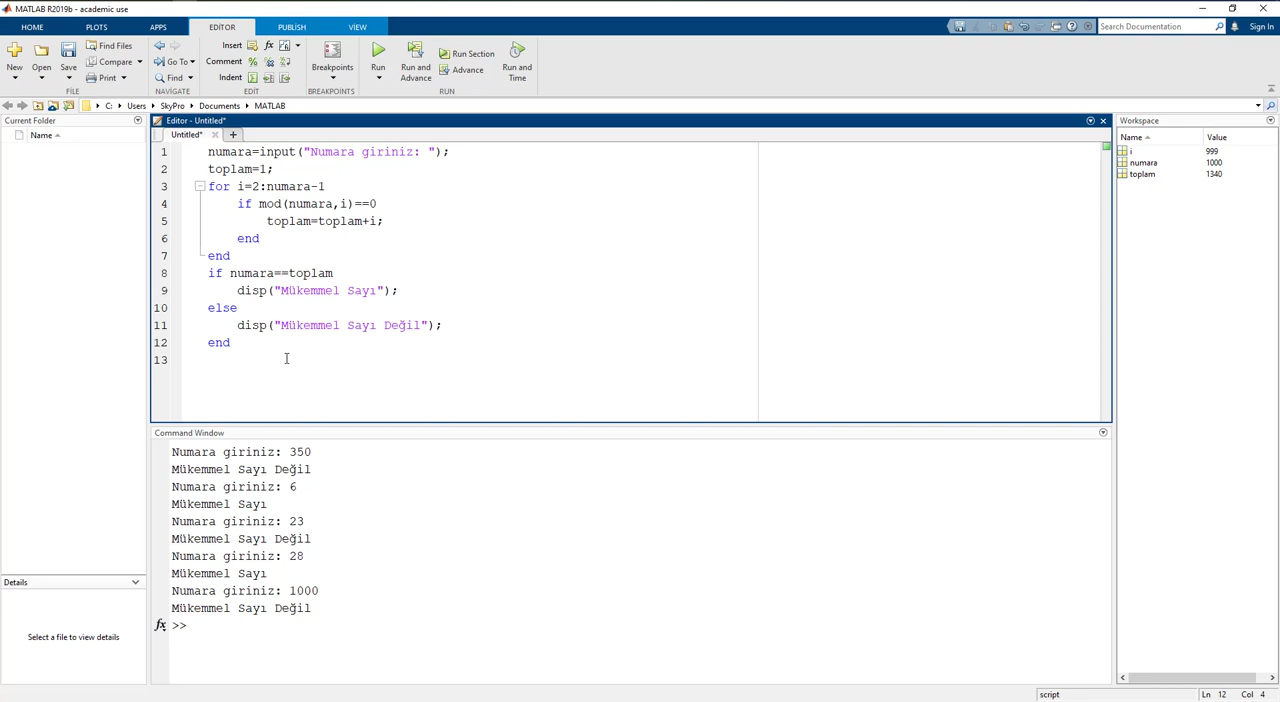 MATLAB R2019b - academic use
HOME PLOTS APPS EDITOR PUBLISH VIEW Search Documentation Sign In
New Open Save Find Files Compare Print Go To Find Insert fx Comment % Indent Breakpoints Run Run and Advance Run Section Advance Run and Time
FILE NAVIGATE EDIT BREAKPOINTS RUN
C: Users SkyPro Documents MATLAB
Current Folder
Name
Editor - Untitled*
Untitled* +
1 numara=input("Numara giriniz: ");
2 toplam=1;
3 for i=2:numara-1
4 if mod(numara,i)==0
5 toplam=toplam+i;
6 end
7 end
8 if numara==toplam
9 disp("Mükemmel Sayı");
10 else
11 disp("Mükemmel Sayı Değil");
12 end
13
Workspace
Name Value
i 999
numara 1000
toplam 1340
Command Window
Numara giriniz: 350
Mükemmel Sayı Değil
Numara giriniz: 6
Mükemmel Sayı
Numara giriniz: 23
Mükemmel Sayı Değil
Numara giriniz: 28
Mükemmel Sayı
Numara giriniz: 1000
Mükemmel Sayı Değil
fx >>
Details
Select a file to view details
script Ln 12 Col 4